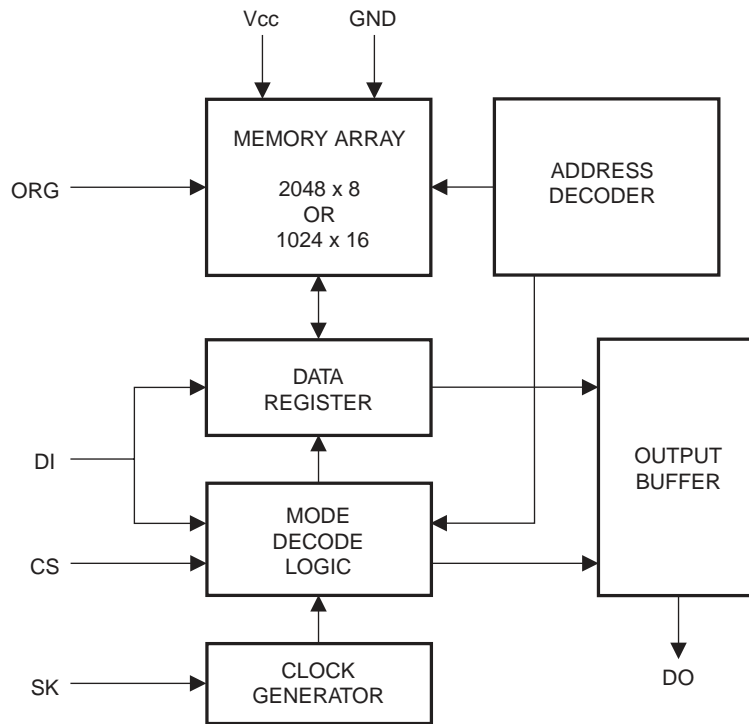 Vcc
GND
MEMORY ARRAY
2048 x 8
OR
1024 x 16
ADDRESS
DECODER
ORG
DATA
REGISTER
DI
OUTPUT
BUFFER
MODE
DECODE
LOGIC
CS
CLOCK
GENERATOR
SK
DO